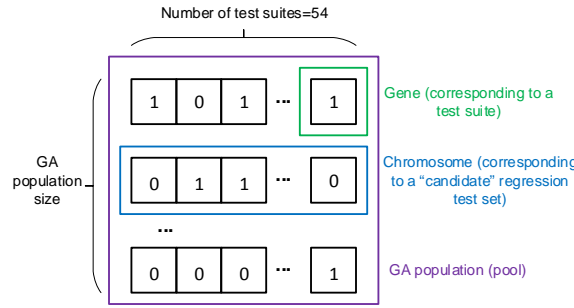 Number of test suites=54
1 0 1 ... 1
Gene (corresponding to a
test suite)
GA
population
size
0 1 1 ... 0
Chromosome (corresponding
to a “candidate” regression
test set)
...
0 0 0 ... 1
GA population (pool)